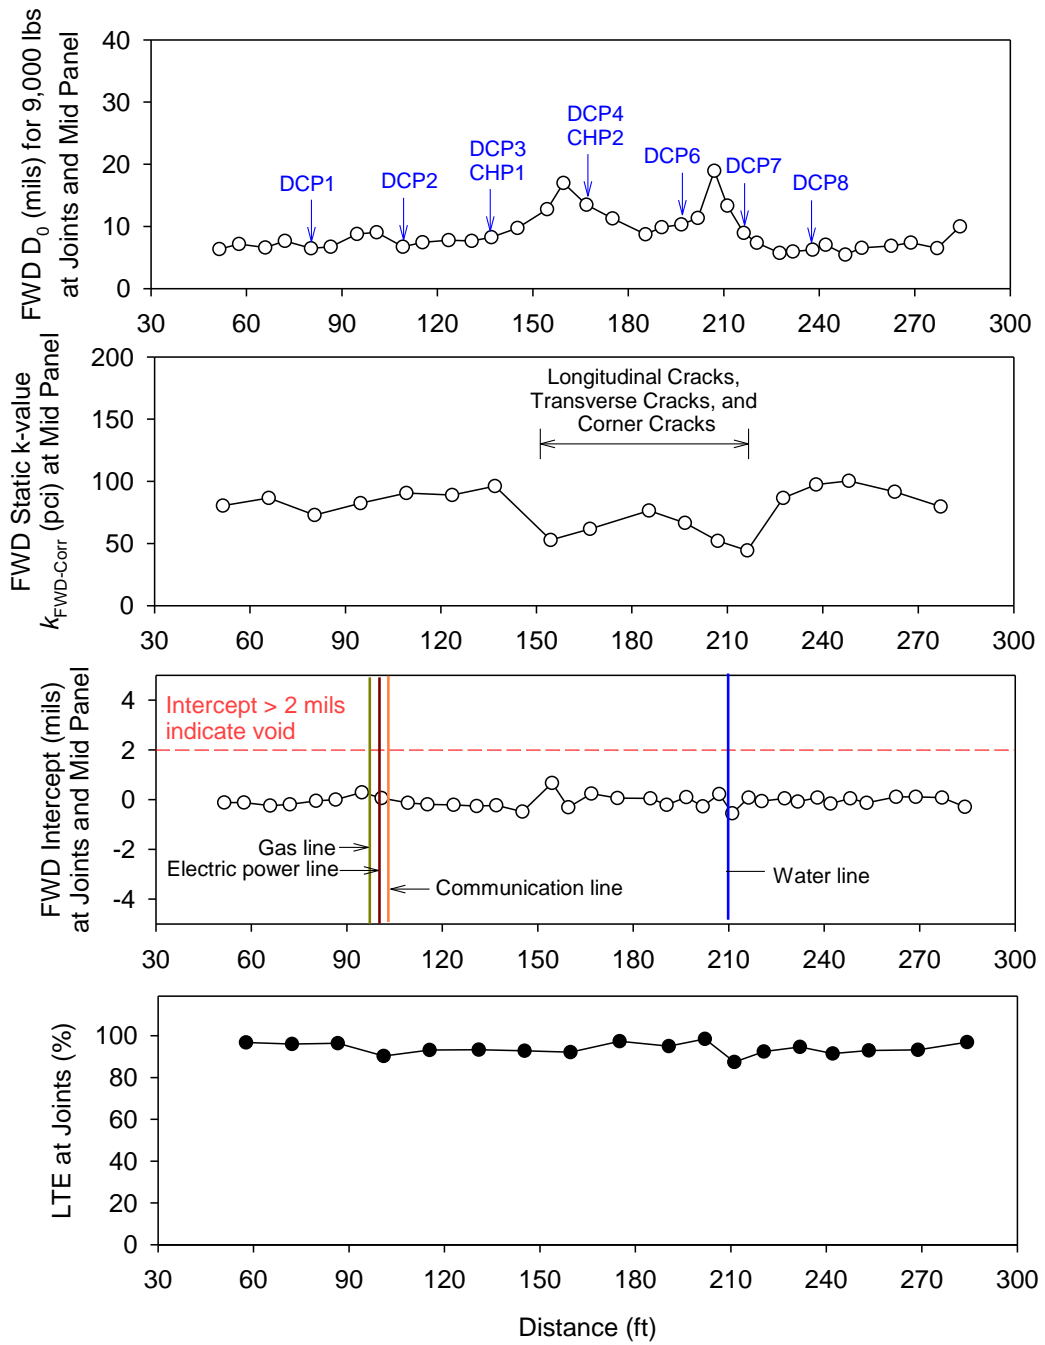 FWD D0 (mils) for 9,000 lbs
at Joints and Mid Panel
40
30
20
10
0
DCP1
DCP2
DCP3
CHP1
DCP4
CHP2
DCP6
DCP7
DCP8
30 60 90 120 150 180 210 240 270 300
FWD Static k-value
kFWD-Corr (pci) at Mid Panel
200
150
100
50
0
Longitudinal Cracks,
Transverse Cracks, and
Corner Cracks
30 60 90 120 150 180 210 240 270 300
FWD Intercept (mils)
at Joints and Mid Panel
4
2
0
-2
-4
Intercept > 2 mils
indicate void
Gas line
Electric power line
Communication line
Water line
30 60 90 120 150 180 210 240 270 300
LTE at Joints (%)
100
80
60
40
20
0
30 60 90 120 150 180 210 240 270 300
Distance (ft)